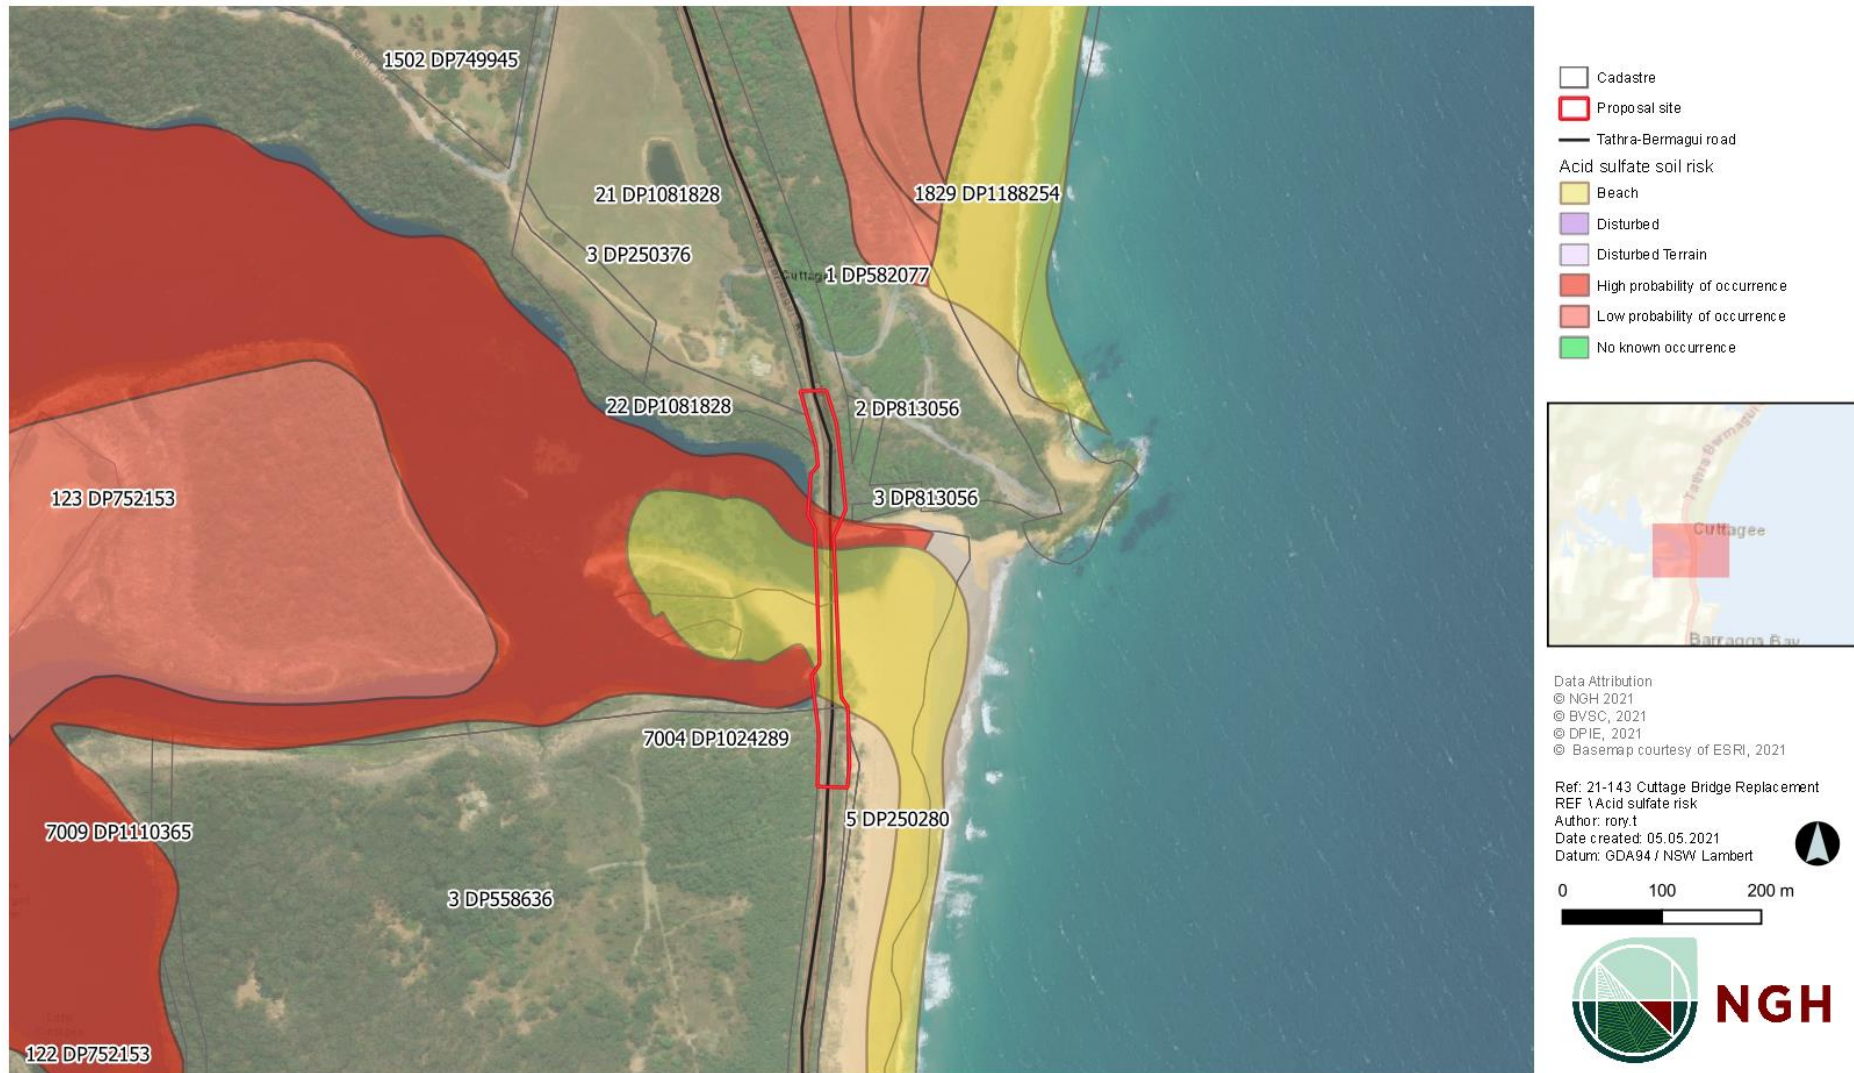 1502 DP749945
21 DP1081828
1829 DP1188254
3 DP250376
Cuttagee
1 DP582077
22 DP1081828
2 DP813056
123 DP752153
3 DP813056
7004 DP1024289
5 DP250280
7009 DP1110365
3 DP558636
122 DP752153
Cadastre
Proposal site
Tathra-Bermagui road
Acid sulfate soil risk
Beach
Disturbed
Disturbed Terrain
High probability of occurrence
Low probability of occurrence
No known occurrence
Tathra Bermagui
Cuttagee
Barragga Bay
Data Attribution
© NGH 2021
© BVSC, 2021
© DPIE, 2021
© Basemap courtesy of ESRI, 2021
Ref: 21-143 Cuttage Bridge Replacement
REF \ Acid sulfate risk
Author: rory.t
Date created: 05.05.2021
Datum: GDA94 / NSW Lambert
0 100 200 m
NGH